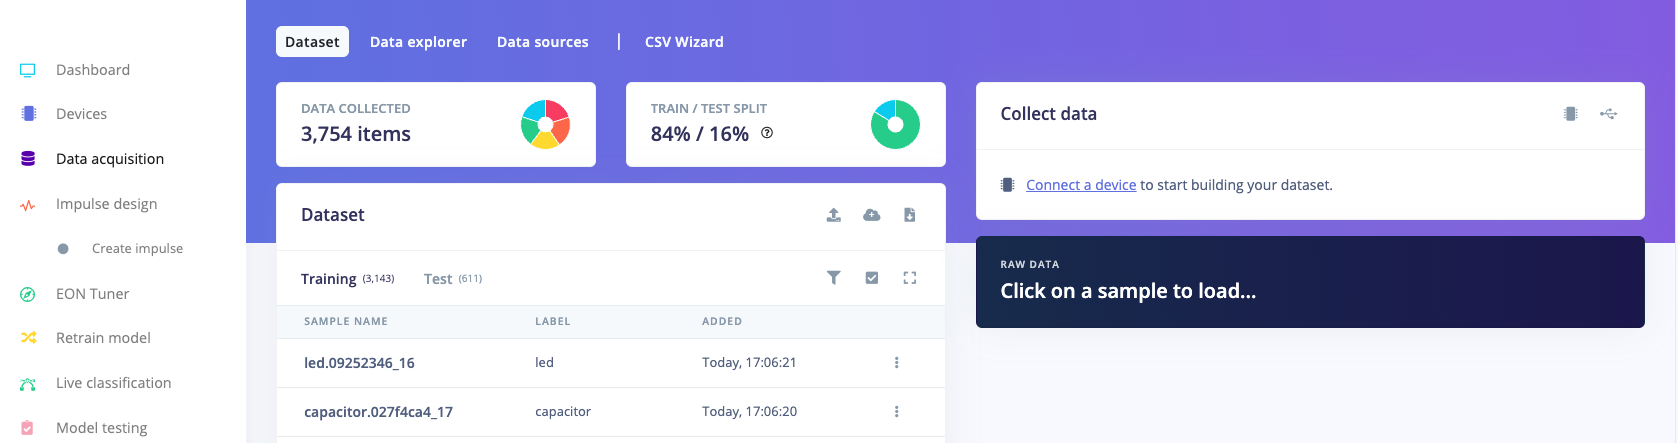 Dashboard
Devices
Data acquisition
Impulse design
Create impulse
EON Tuner
Retrain model
Live classification
Model testing
Dataset Data explorer Data sources | CSV Wizard
DATA COLLECTED
3,754 items
TRAIN / TEST SPLIT
84% / 16% ?
Dataset
Training (3,143) Test (611)
SAMPLE NAME LABEL ADDED
led.09252346_16 led Today, 17:06:21
capacitor.027f4ca4_17 capacitor Today, 17:06:20
Collect data
Connect a device to start building your dataset.
RAW DATA
Click on a sample to load...